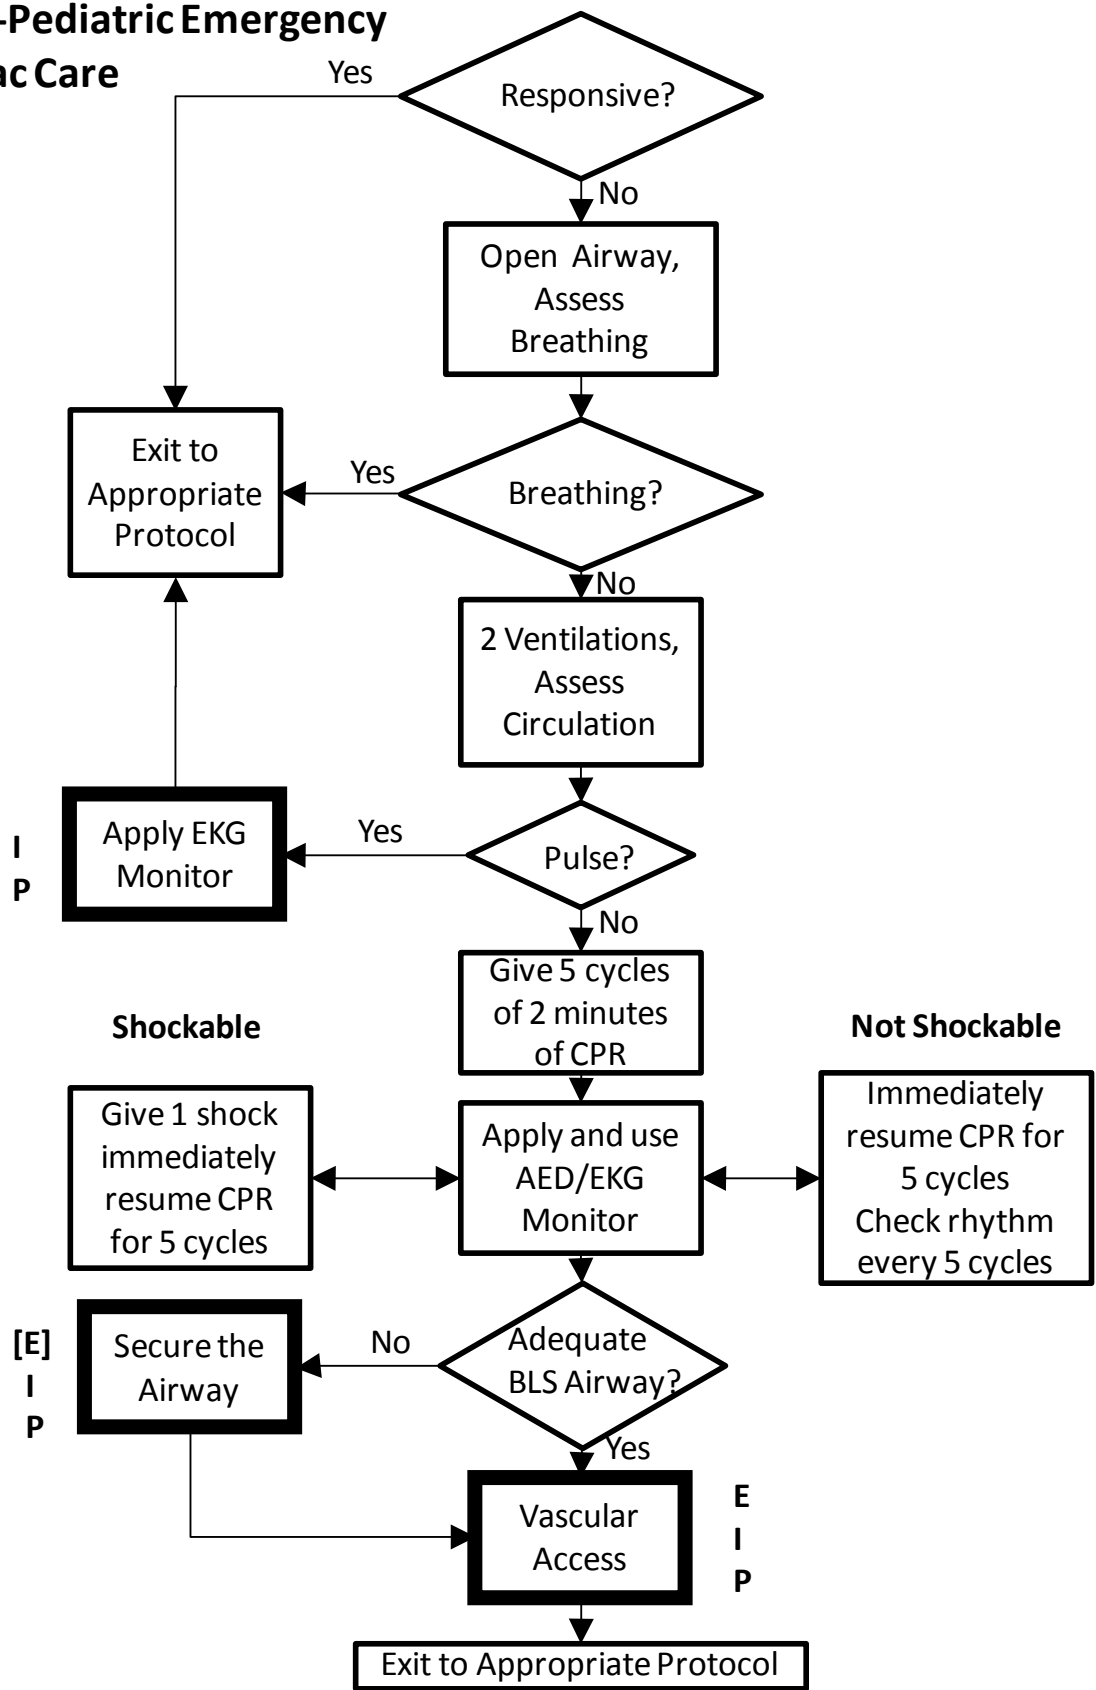 -Pediatric Emergency
ac Care
Yes
Responsive?
No
Open Airway,
Assess
Breathing
Exit to
Appropriate
Protocol
Yes
Breathing?
No
2 Ventilations,
Assess
Circulation
I
P
Apply EKG
Monitor
Yes
Pulse?
No
Give 5 cycles
of 2 minutes
of CPR
Shockable
Not Shockable
Give 1 shock
immediately
resume CPR
for 5 cycles
Apply and use
AED/EKG
Monitor
Immediately
resume CPR for
5 cycles
Check rhythm
every 5 cycles
[E]
I
P
Secure the
Airway
No
Adequate
BLS Airway?
Yes
Vascular
Access
E
I
P
Exit to Appropriate Protocol